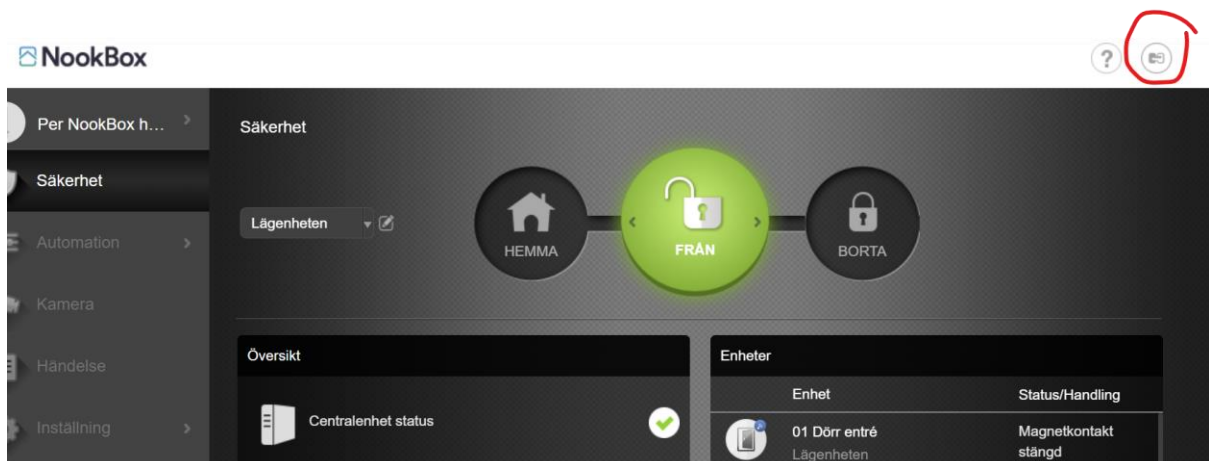 NookBox
?
Per NookBox h...
Säkerhet
Automation
Kamera
Händelse
Inställning
Säkerhet
Lägenheten
HEMMA
FRÅN
BORTA
Översikt
Centralenhet status
Enheter
Enhet Status/Handling
01 Dörr entré Magnetkontakt
Lägenheten stängd